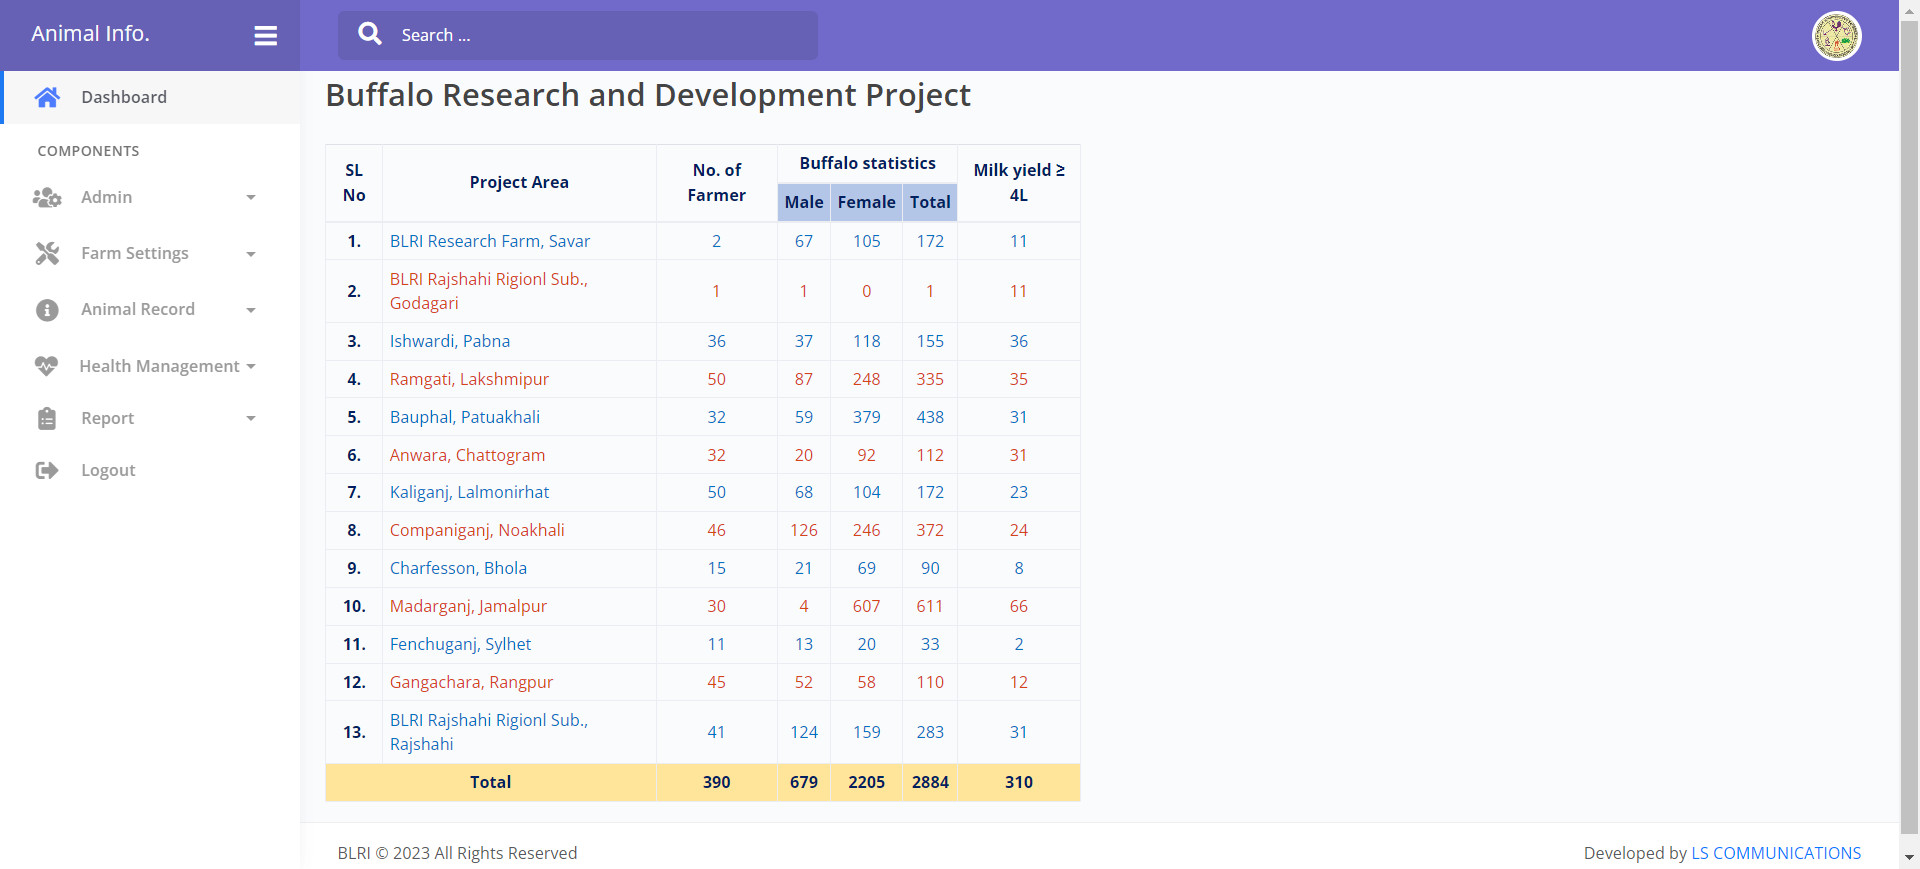 Animal Info.
Search ...
Dashboard
COMPONENTS
Admin
Farm Settings
Animal Record
Health Management
Report
Logout
Buffalo Research and Development Project
SL No Project Area No. of Farmer Buffalo statistics Milk yield ≥ 4L
Male Female Total
1. BLRI Research Farm, Savar 2 67 105 172 11
2. BLRI Rajshahi Rigionl Sub., Godagari 1 1 0 1 11
3. Ishwardi, Pabna 36 37 118 155 36
4. Ramgati, Lakshmipur 50 87 248 335 35
5. Bauphal, Patuakhali 32 59 379 438 31
6. Anwara, Chattogram 32 20 92 112 31
7. Kaliganj, Lalmonirhat 50 68 104 172 23
8. Companiganj, Noakhali 46 126 246 372 24
9. Charfesson, Bhola 15 21 69 90 8
10. Madarganj, Jamalpur 30 4 607 611 66
11. Fenchuganj, Sylhet 11 13 20 33 2
12. Gangachara, Rangpur 45 52 58 110 12
13. BLRI Rajshahi Rigionl Sub., Rajshahi 41 124 159 283 31
Total 390 679 2205 2884 310
BLRI © 2023 All Rights Reserved
Developed by LS COMMUNICATIONS